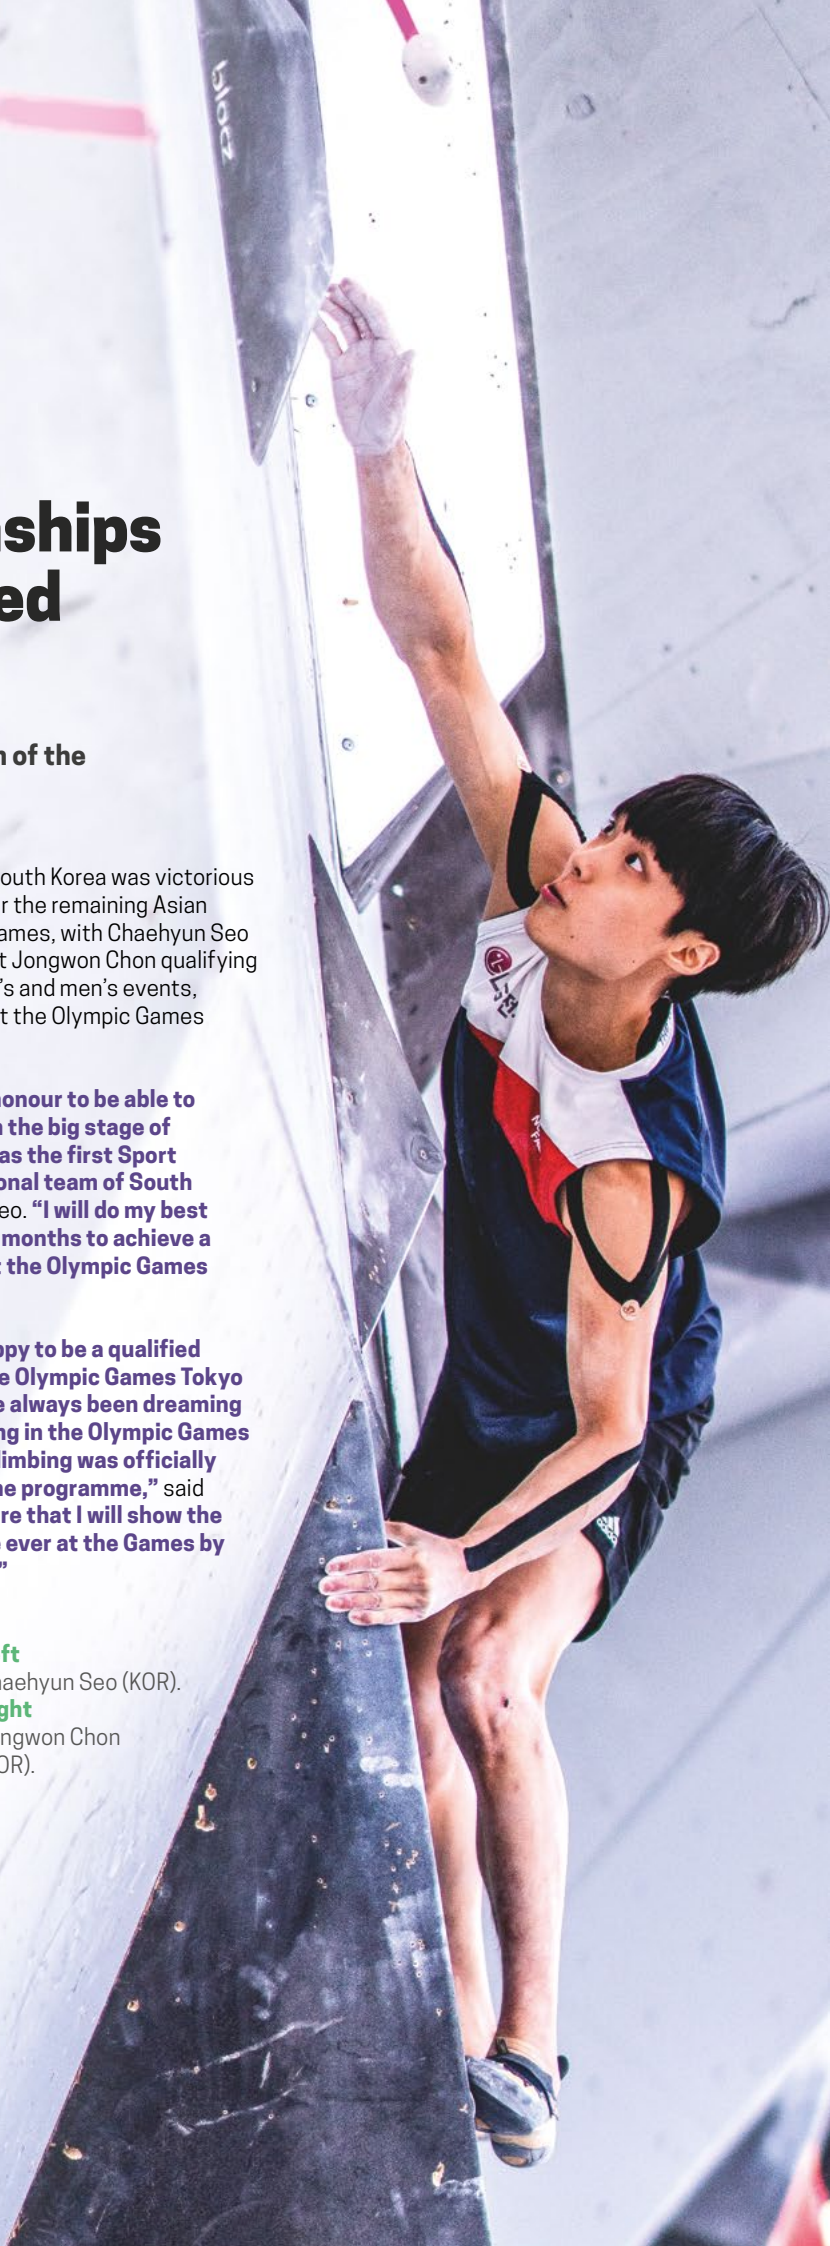 blocz
ships
ed
n of the
outh Korea was victorious
r the remaining Asian
ames, with Chaehyun Seo
t Jongwon Chon qualifying
's and men's events,
t the Olympic Games
onour to be able to
n the big stage of
as the first Sport
onal team of South
eo. “I will do my best
months to achieve a
t the Olympic Games
ppy to be a qualified
e Olympic Games Tokyo
e always been dreaming
ng in the Olympic Games
limbing was officially
he programme,” said
re that I will show the
e ever at the Games by
”
ft
haehyun Seo (KOR).
ght
ngwon Chon
OR).